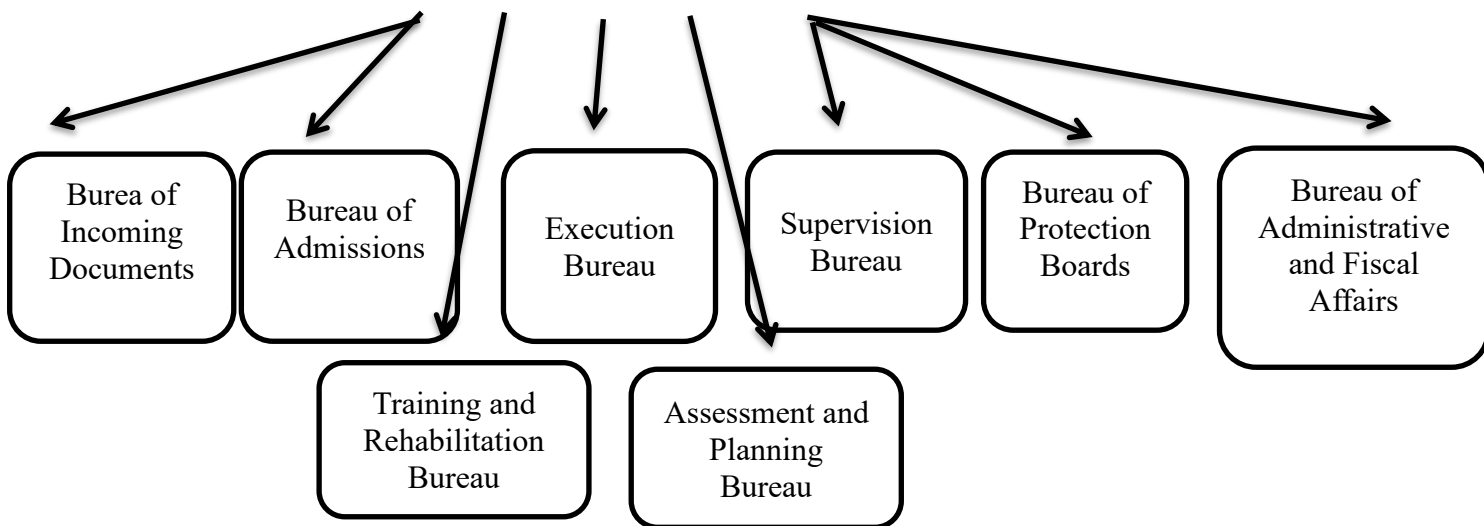 Burea of
Incoming
Documents
Bureau of
Admissions
Execution
Bureau
Supervision
Bureau
Bureau of
Protection
Boards
Bureau of
Administrative
and Fiscal
Affairs
Training and
Rehabilitation
Bureau
Assessment and
Planning
Bureau